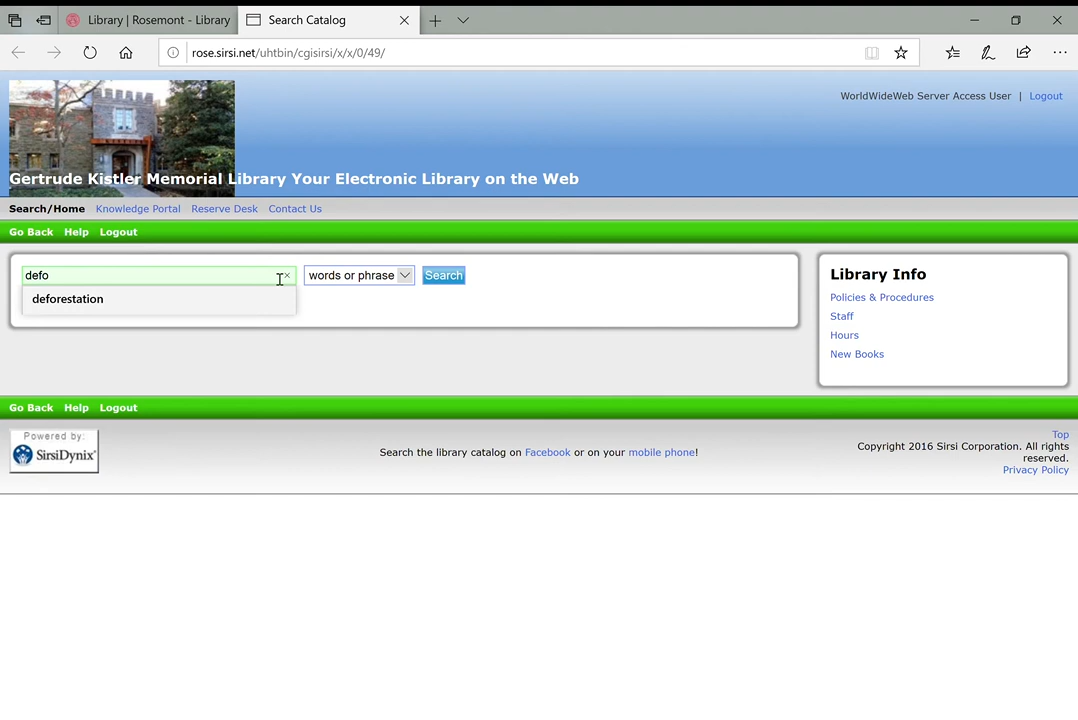 Library | Rosemont - Library
Search Catalog
rose.sirsi.net/uhtbin/cgisirsi/x/x/0/49/
WorldWideWeb Server Access User | Logout
Gertrude Kistler Memorial Library Your Electronic Library on the Web
Search/Home Knowledge Portal Reserve Desk Contact Us
Go Back Help Logout
defo
words or phrase
Search
deforestation
Library Info
Policies & Procedures
Staff
Hours
New Books
Go Back Help Logout
Powered by:
SirsiDynix
Search the library catalog on Facebook or on your mobile phone!
Top
Copyright 2016 Sirsi Corporation. All rights
reserved.
Privacy Policy